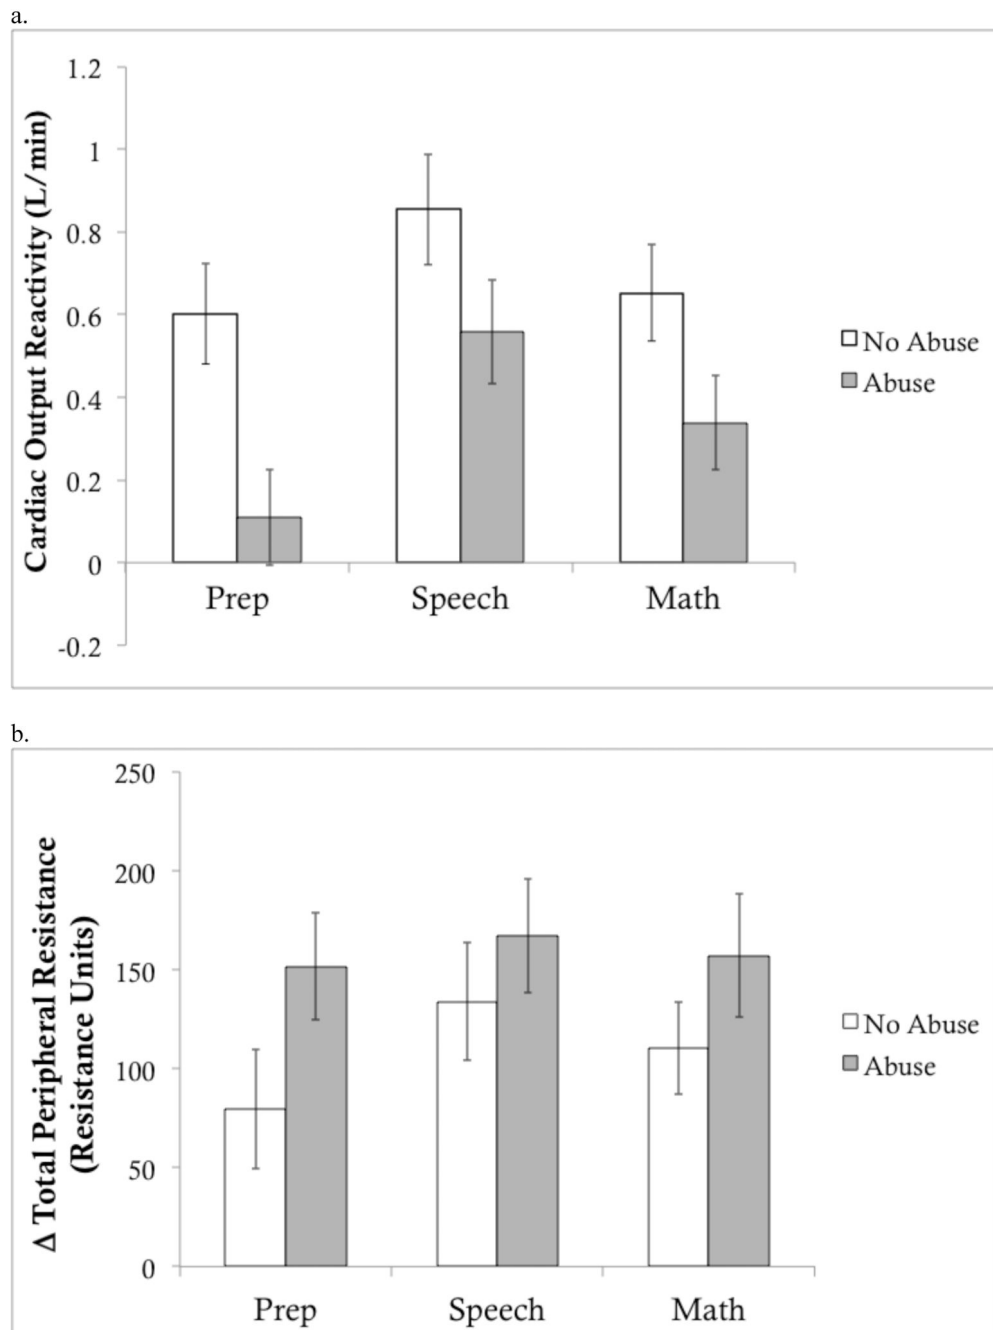 a.
1.2
1
0.8
0.6
0.4
0.2
0
-0.2
Cardiac Output Reactivity (L/min)
Prep Speech Math
No Abuse
Abuse
b.
250
200
150
100
50
0
Δ Total Peripheral Resistance
(Resistance Units)
Prep Speech Math
No Abuse
Abuse